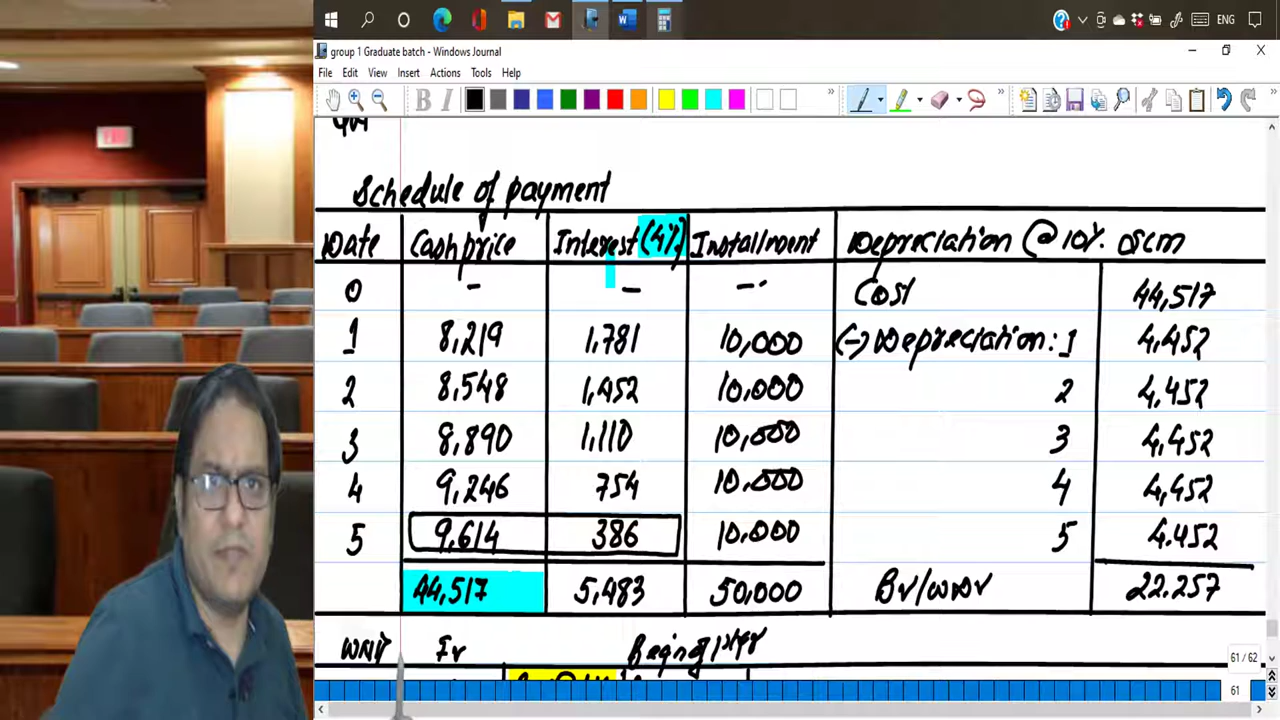 ENG
group 1 Graduate batch - Windows Journal
File Edit View Insert Actions Tools Help
B I
Schedule of payment
Date Cash price Interest (4%) Installment Depreciation @ 10% OSCM
0 - - - Cost 44,517
1 8,219 1,781 10,000 (-) Depreciation: 1 4,452
2 8,548 1,452 10,000 2 4,452
3 8,890 1,110 10,000 3 4,452
4 9,246 754 10,000 4 4,452
5 9,614 386 10,000 5 4.452
44,517 5,483 50,000 BV/WDV 22.257
61 / 62
61